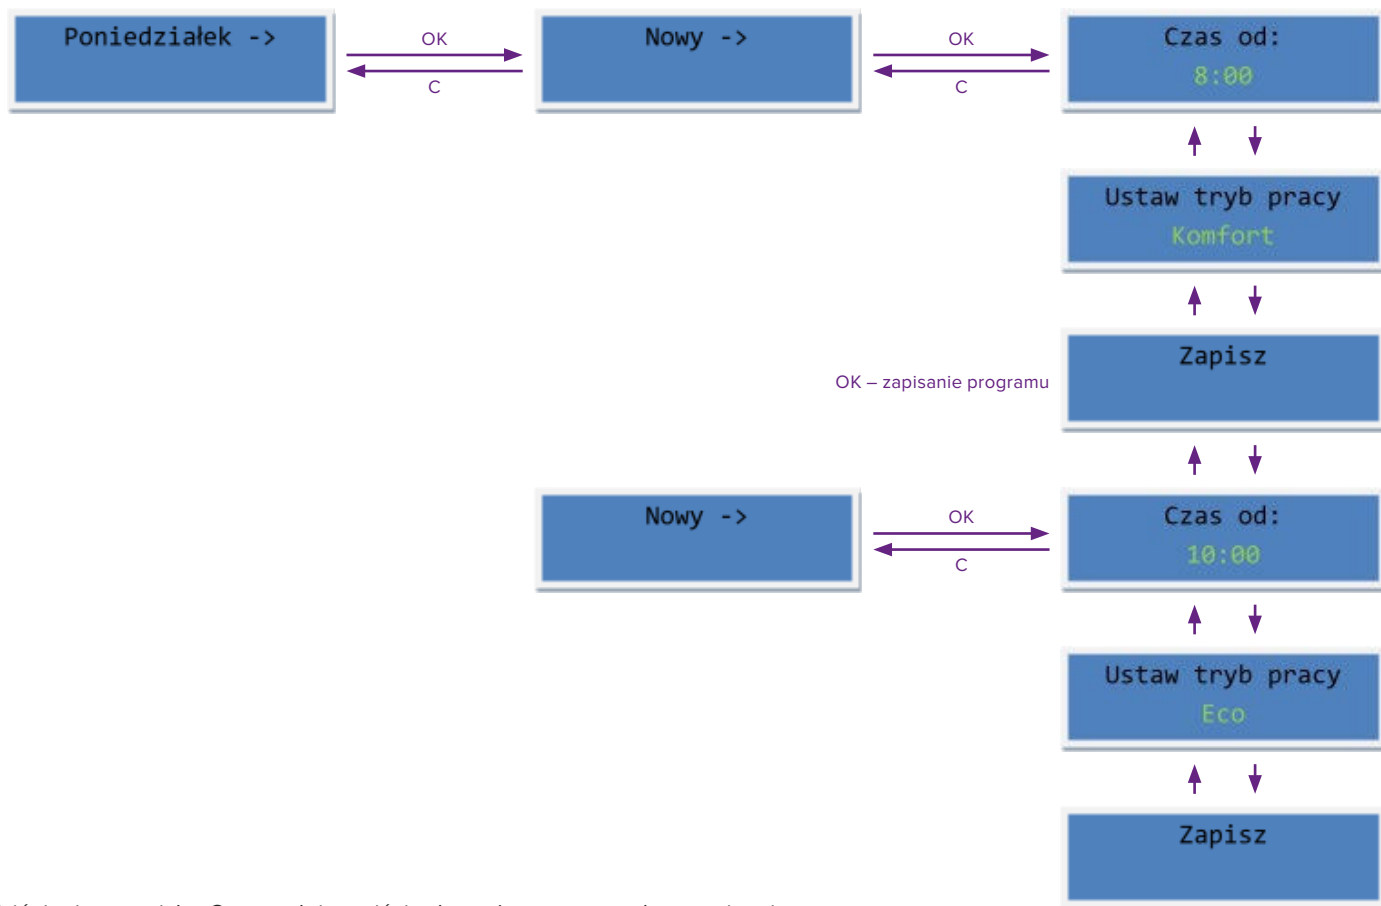 Poniedziałek ->
OK
C
Nowy ->
OK
C
Czas od:
8:00
Ustaw tryb pracy
Komfort
OK – zapisanie programu
Zapisz
Nowy ->
OK
C
Czas od:
10:00
Ustaw tryb pracy
Eco
Zapisz